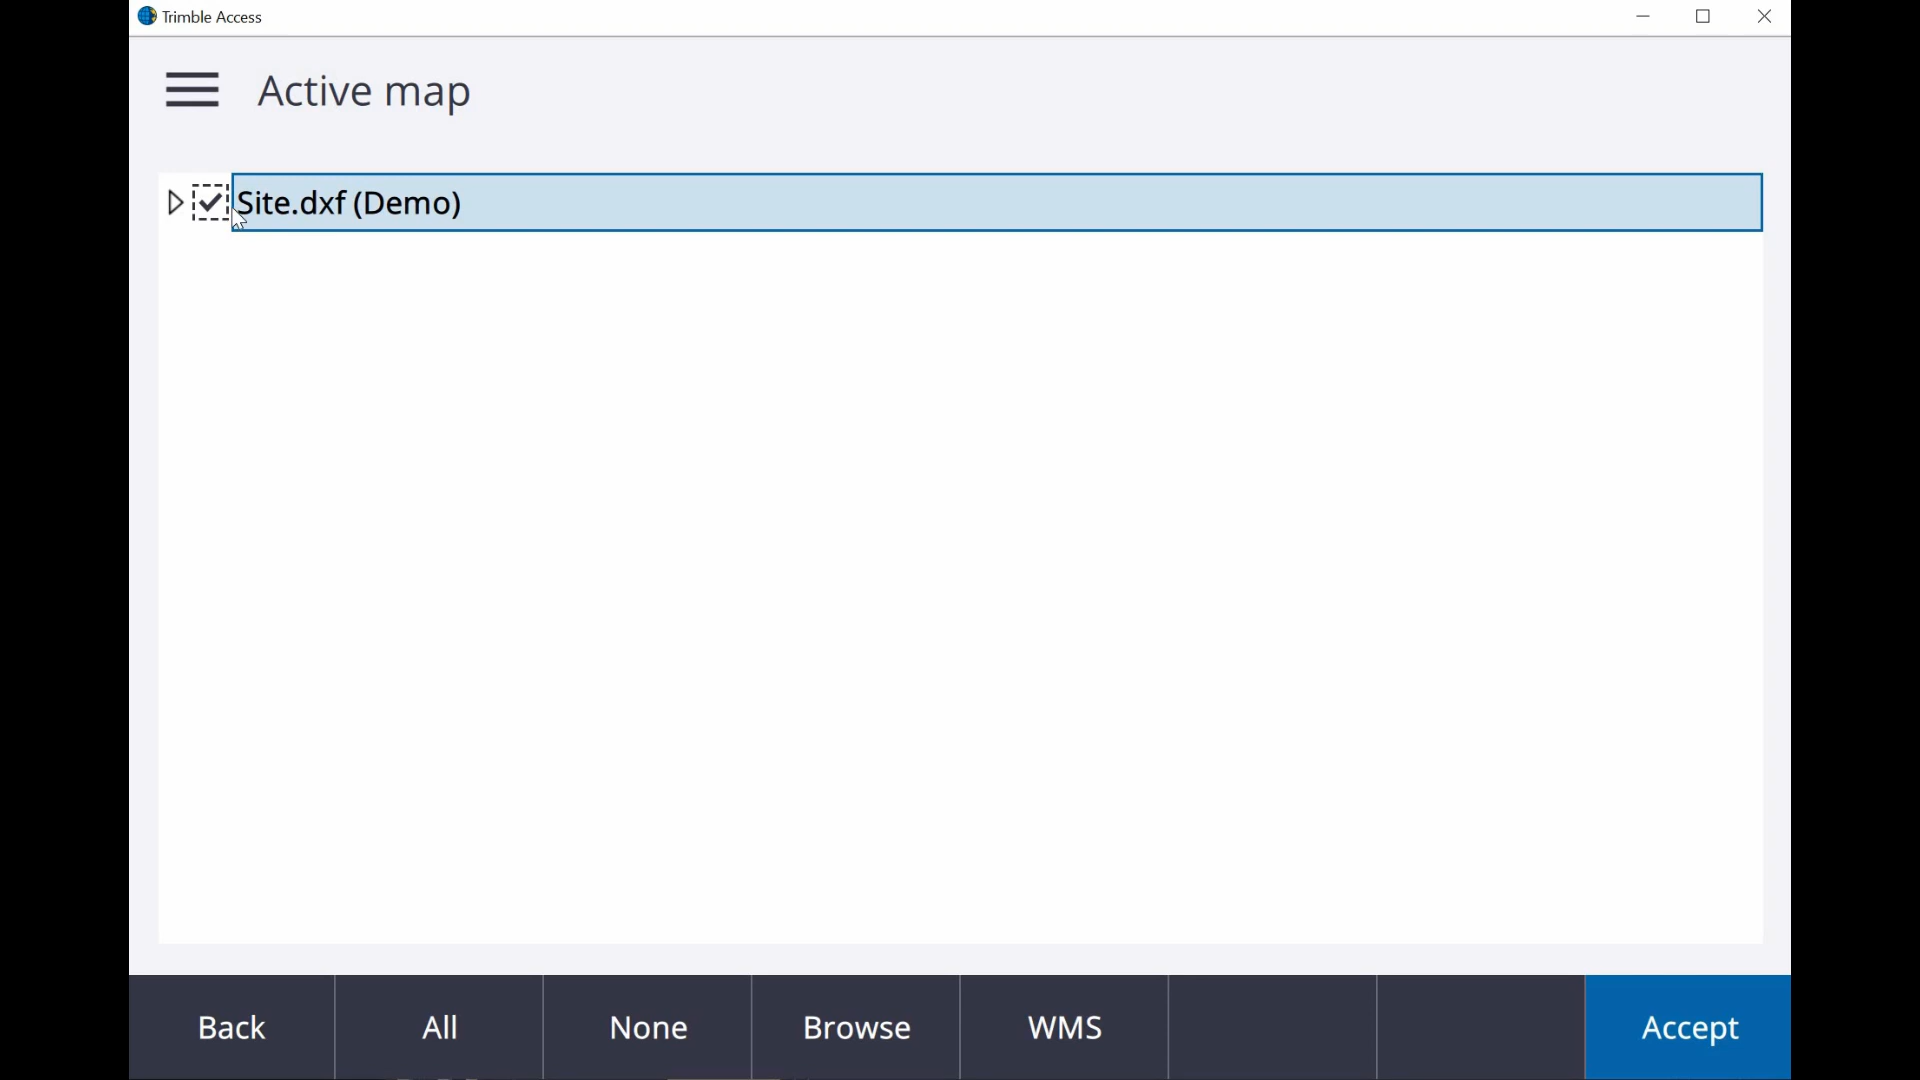 Trimble Access
Active map
Site.dxf (Demo)
Back All None Browse WMS Accept